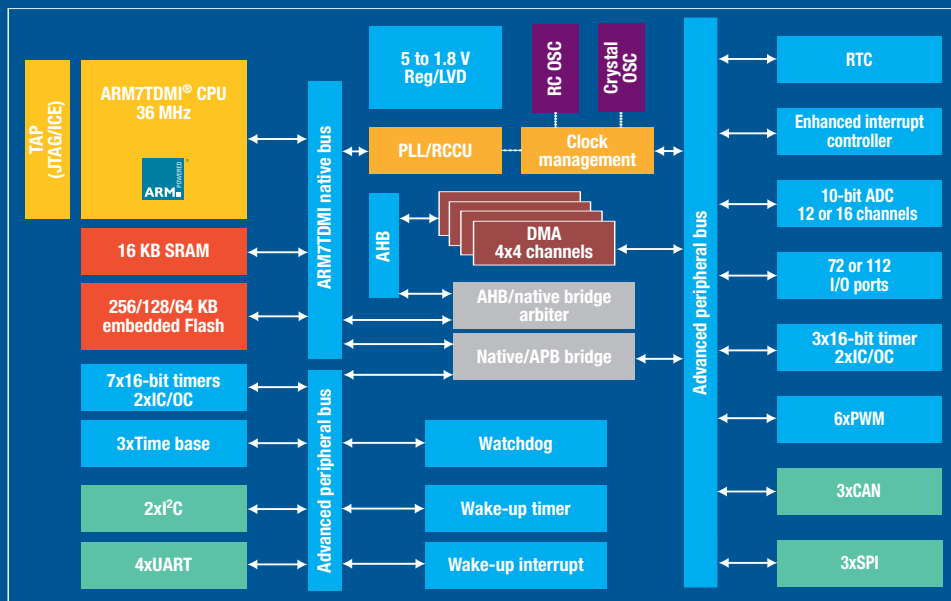 TAP
(JTAG/ICE)
ARM7TDMI® CPU
36 MHz
ARM
POWERED
16 KB SRAM
256/128/64 KB
embedded Flash
7x16-bit timers
2xIC/OC
3xTime base
2xI²C
4xUART
ARM7TDMI native bus
Advanced peripheral bus
5 to 1.8 V
Reg/LVD
RC OSC
Crystal
OSC
PLL/RCCU
Clock
management
AHB
DMA
4x4 channels
AHB/native bridge
arbiter
Native/APB bridge
Watchdog
Wake-up timer
Wake-up interrupt
Advanced peripheral bus
RTC
Enhanced interrupt
controller
10-bit ADC
12 or 16 channels
72 or 112
I/O ports
3x16-bit timer
2xIC/OC
6xPWM
3xCAN
3xSPI